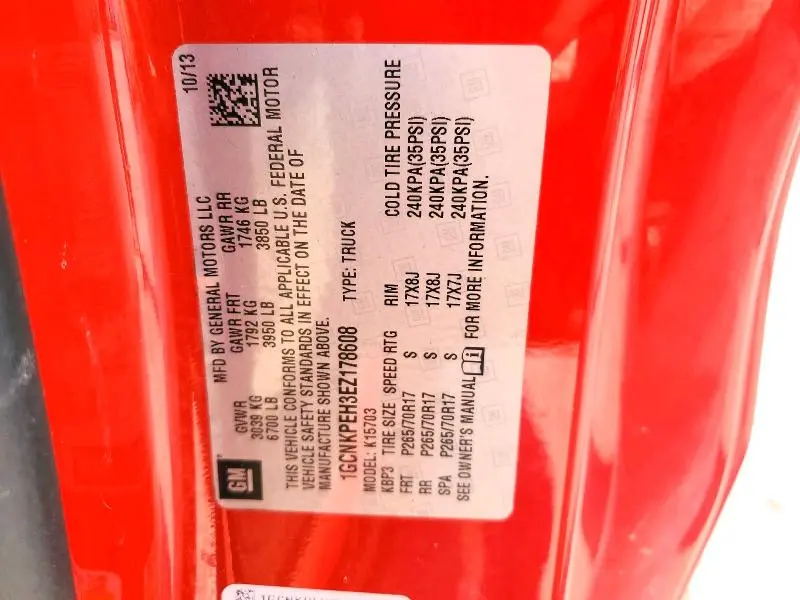 10/13
GM
MFD BY GENERAL MOTORS LLC
GVWR GAWR FRT GAWR RR
3039 KG 1792 KG 1746 KG
6700 LB 3950 LB 3850 LB
THIS VEHICLE CONFORMS TO ALL APPLICABLE U.S. FEDERAL MOTOR
VEHICLE SAFETY STANDARDS IN EFFECT ON THE DATE OF
MANUFACTURE SHOWN ABOVE.
1GCNKPEH3EZ178608 TYPE: TRUCK
MODEL: K15703
KBP3 TIRE SIZE SPEED RTG RIM COLD TIRE PRESSURE
FRT P265/70R17 S 17X8J 240KPA(35PSI)
RR P265/70R17 S 17X8J 240KPA(35PSI)
SPA P265/70R17 S 17X7J 240KPA(35PSI)
SEE OWNER'S MANUAL i FOR MORE INFORMATION.